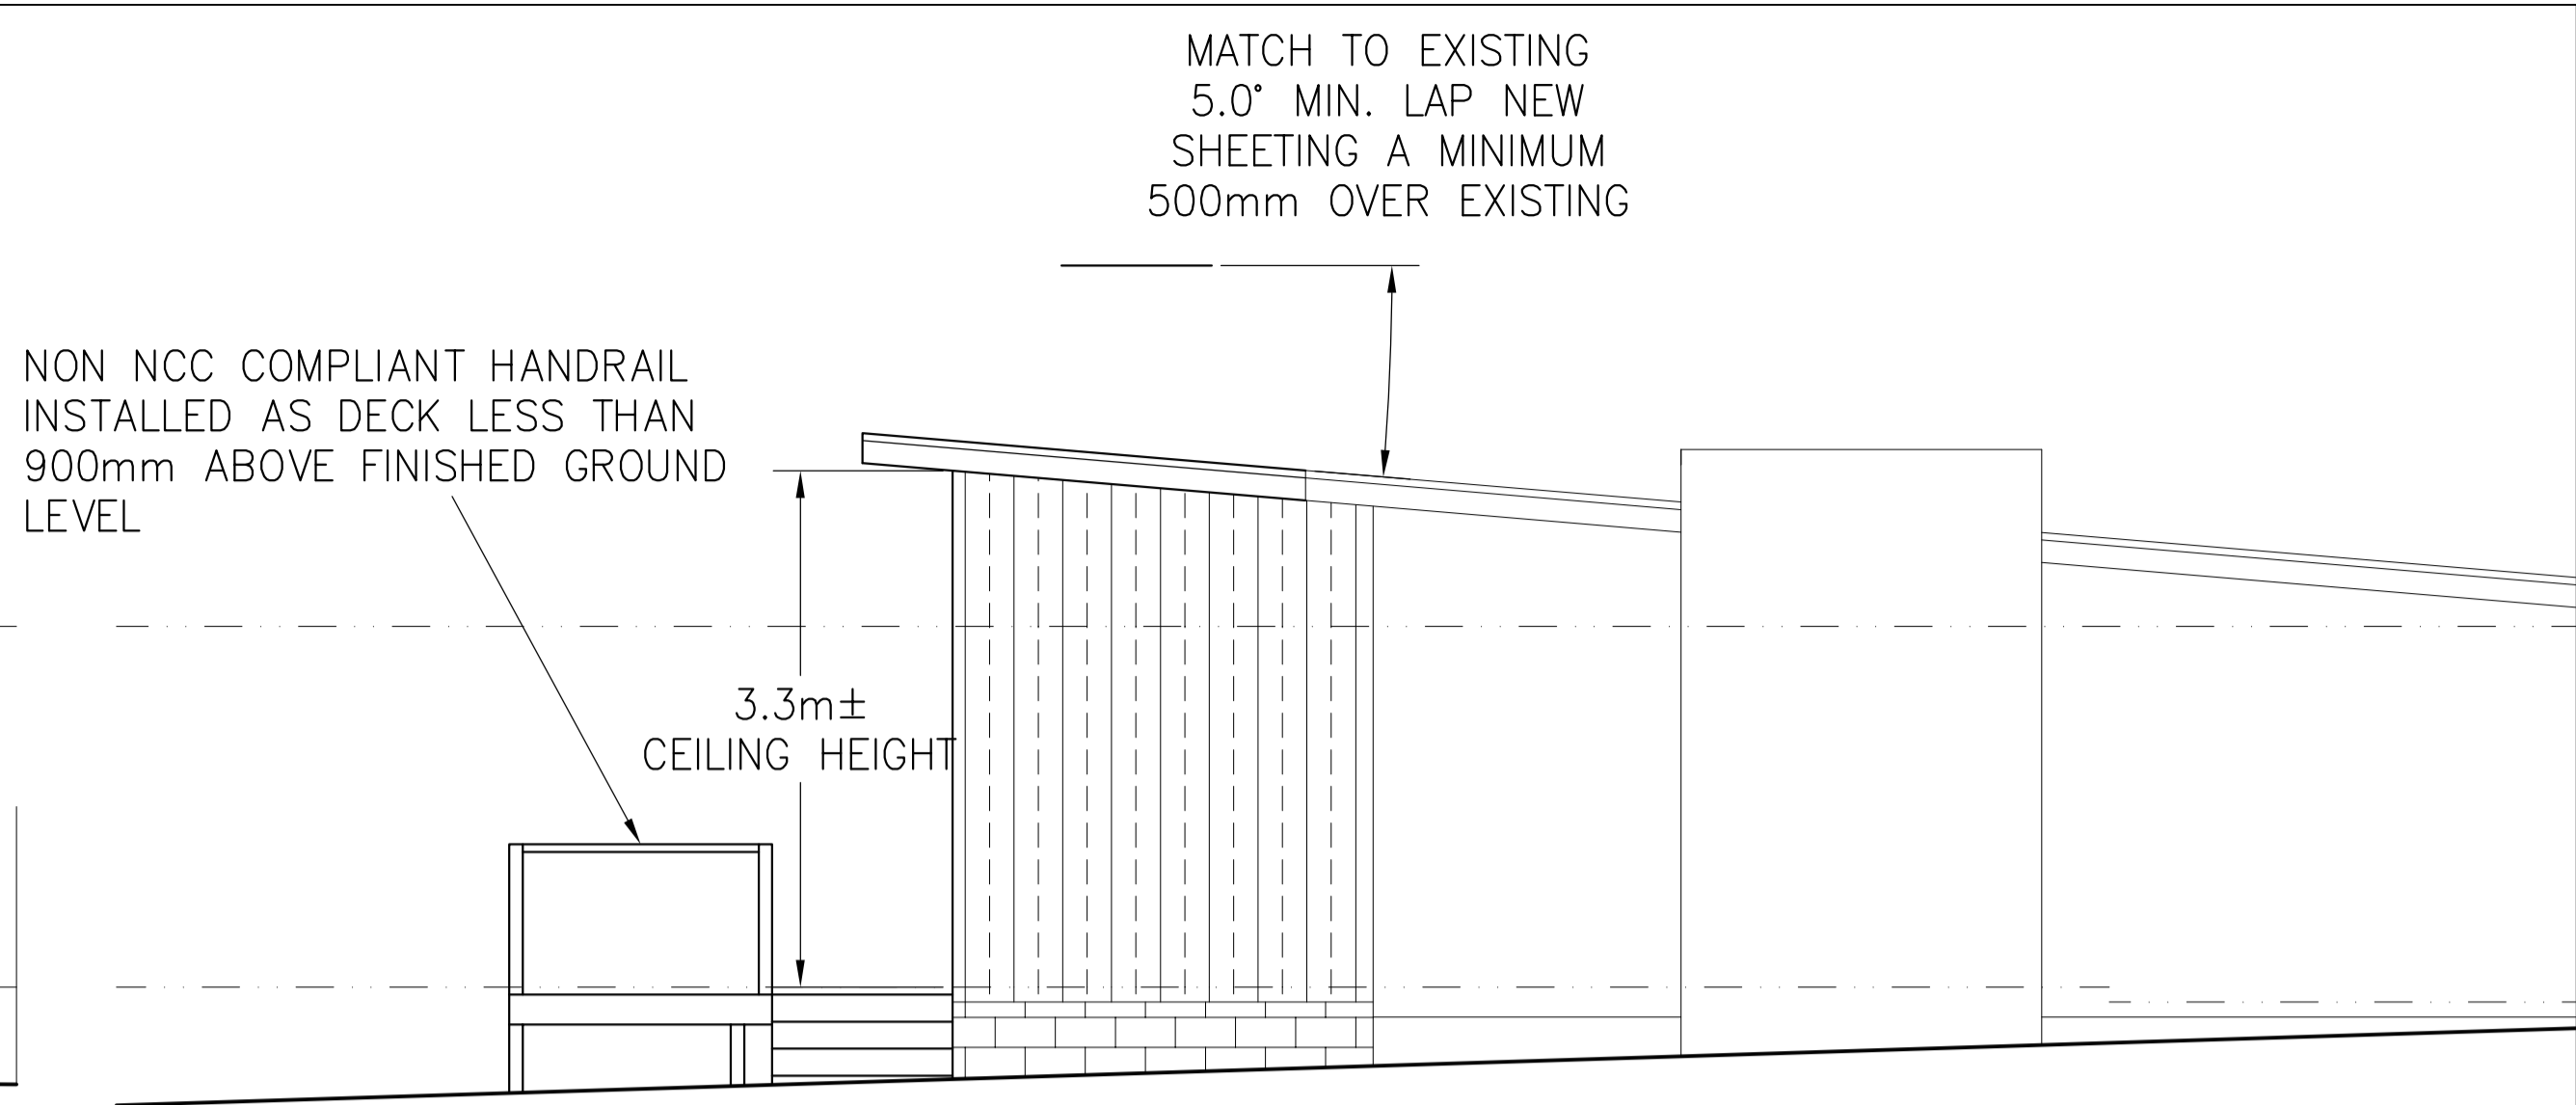 MATCH TO EXISTING
5.0° MIN. LAP NEW
SHEETING A MINIMUM
500mm OVER EXISTING
NON NCC COMPLIANT HANDRAIL
INSTALLED AS DECK LESS THAN
900mm ABOVE FINISHED GROUND
LEVEL
3.3m±
CEILING HEIGHT